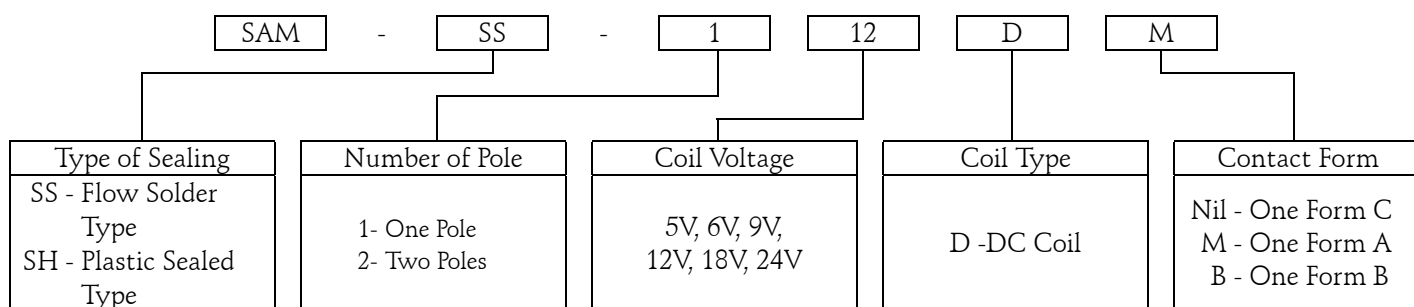 SAM - SS - 1 12 D M
Type of Sealing
SS - Flow Solder
Type
SH - Plastic Sealed
Type
Number of Pole
1- One Pole
2- Two Poles
Coil Voltage
5V, 6V, 9V,
12V, 18V, 24V
Coil Type
D -DC Coil
Contact Form
Nil - One Form C
M - One Form A
B - One Form B